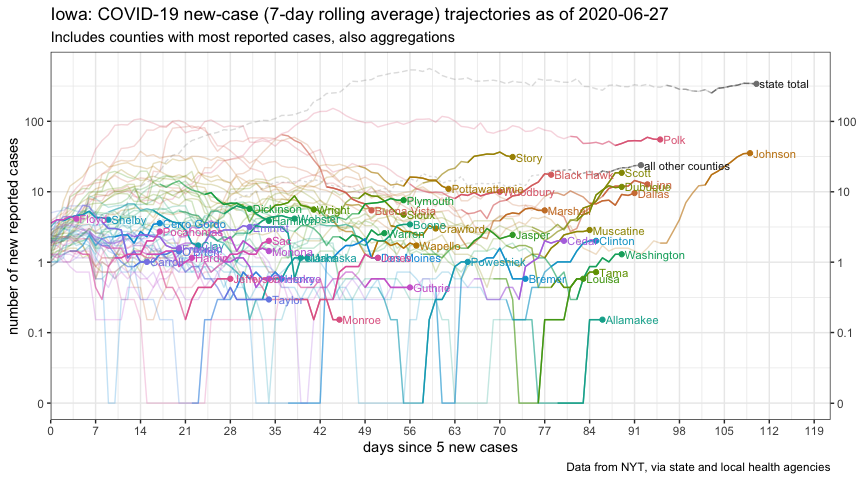 Iowa: COVID-19 new-case (7-day rolling average) trajectories as of 2020-06-27
Includes counties with most reported cases, also aggregations
number of new reported cases
100
10
1
0.1
0
100
10
1
0.1
0
state total
Polk
Johnson
all other counties
Story
Scott
Black Hawk
Pottawattamie
Woodbury
Dubuque
Linn
Dallas
Plymouth
Dickinson
Wright
Buena Vista
Sioux
Marshall
Floyd
Shelby
Cerro Gordo
Hamilton
Webster
Emmet
Boone
Crawford
Pocahontas
Warren
Jasper
Muscatine
Sac
Cedar
Clinton
Wapello
Clay
Monona
Washington
Hardin
Mahaska
Des Moines
Poweshiek
Carroll
Tama
Louisa
Bremer
Henry
Guthrie
Taylor
Monroe
Allamakee
0 7 14 21 28 35 42 49 56 63 70 77 84 91 98 105 112 119
days since 5 new cases
Data from NYT, via state and local health agencies